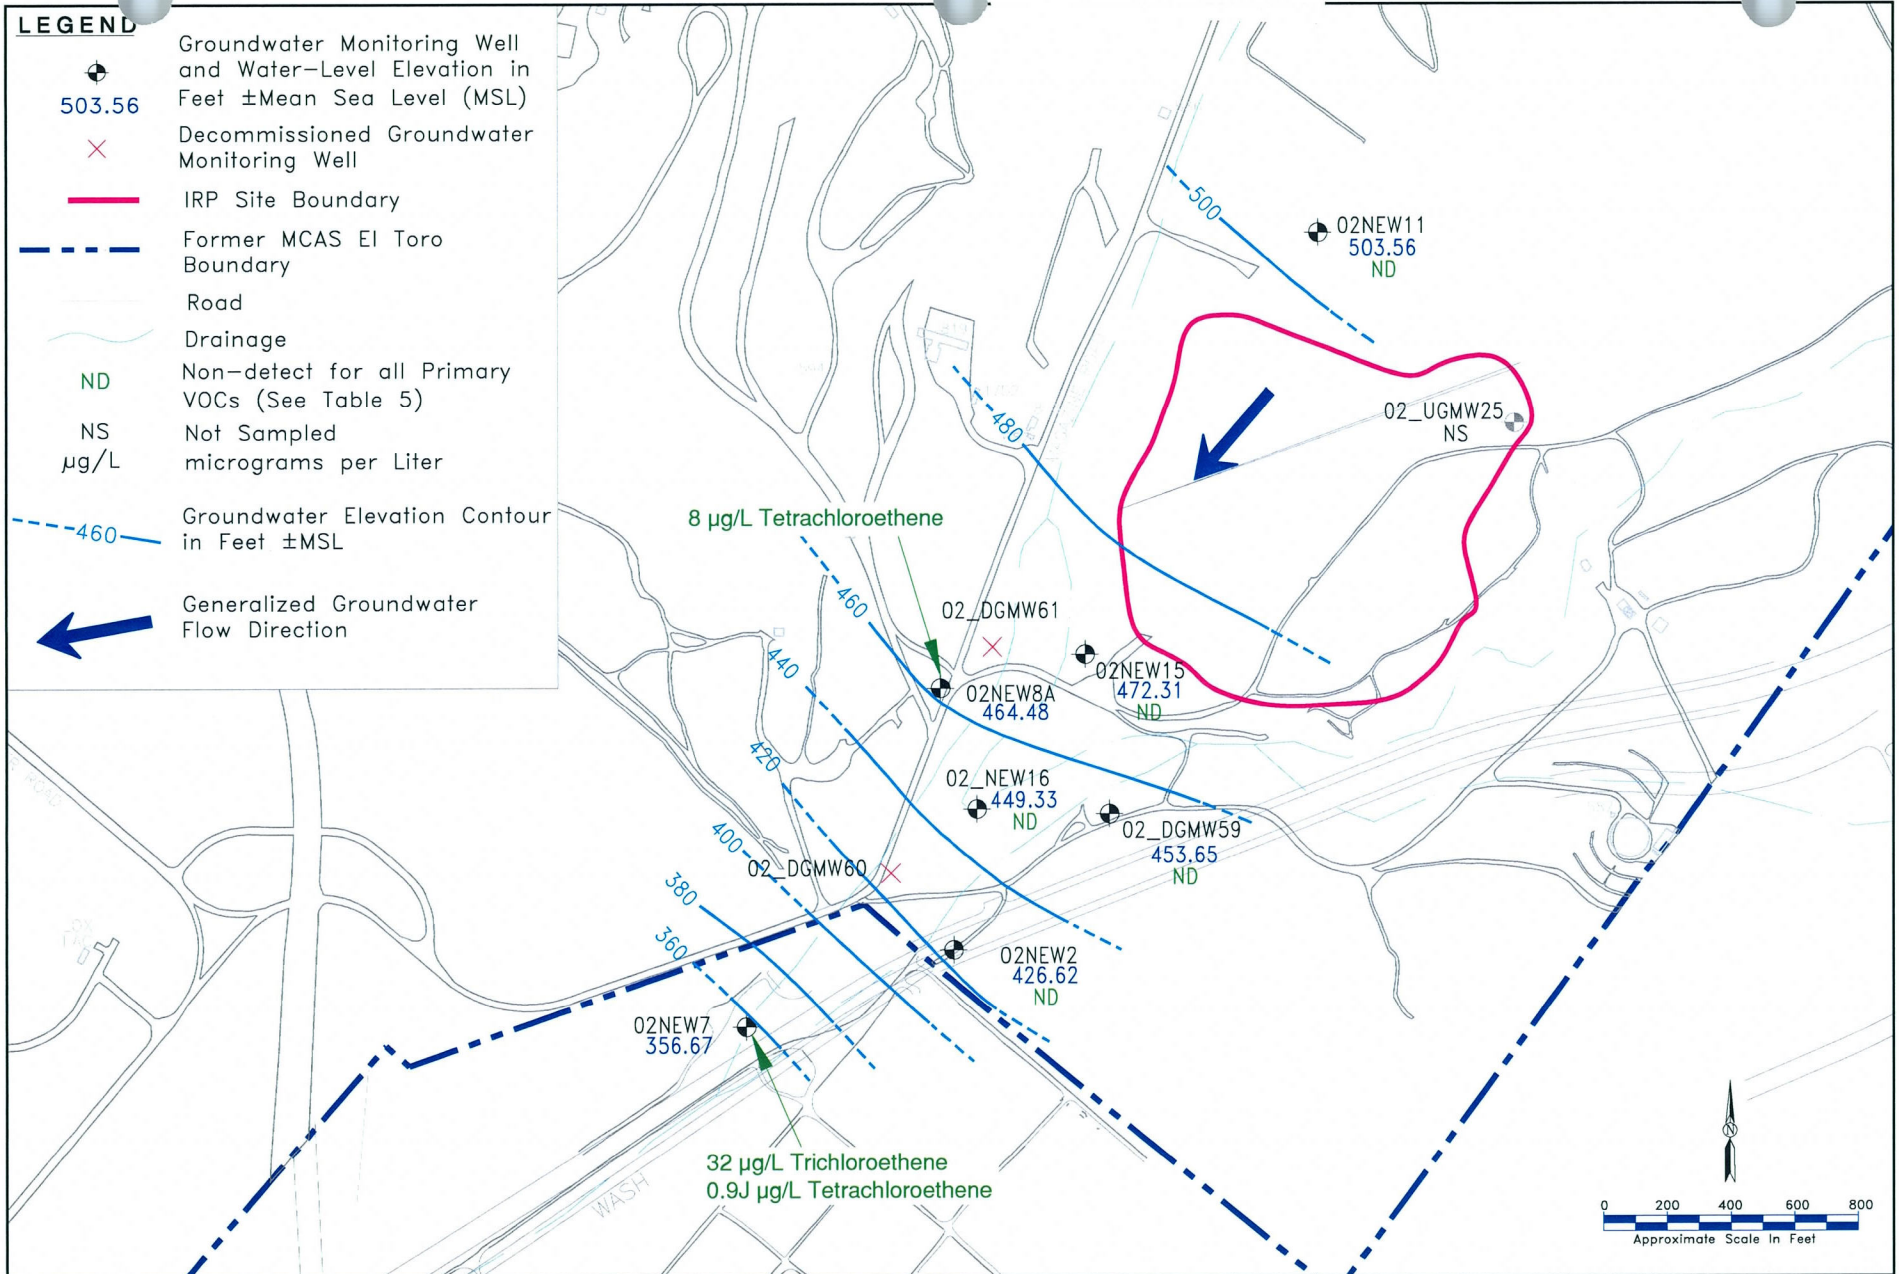 LEGEND
Groundwater Monitoring Well
and Water-Level Elevation in
Feet ±Mean Sea Level (MSL)
503.56
Decommissioned Groundwater
Monitoring Well
IRP Site Boundary
Former MCAS El Toro
Boundary
Road
Drainage
ND
Non-detect for all Primary
VOCs (See Table 5)
NS
Not Sampled
µg/L
micrograms per Liter
460
Groundwater Elevation Contour
in Feet ±MSL
Generalized Groundwater
Flow Direction
500
02NEW11
503.56
ND
480
02_UGMW25
NS
8 µg/L Tetrachloroethene
460
02_DGMW61
440
02NEW15
472.31
ND
02NEW8A
464.48
420
02_NEW16
449.33
ND
02_DGMW59
453.65
ND
400
02_DGMW60
380
360
02NEW2
426.62
ND
02NEW7
356.67
32 µg/L Trichloroethene
0.9J µg/L Tetrachloroethene
ROAD
WASH
N
0 200 400 600 800
Approximate Scale In Feet